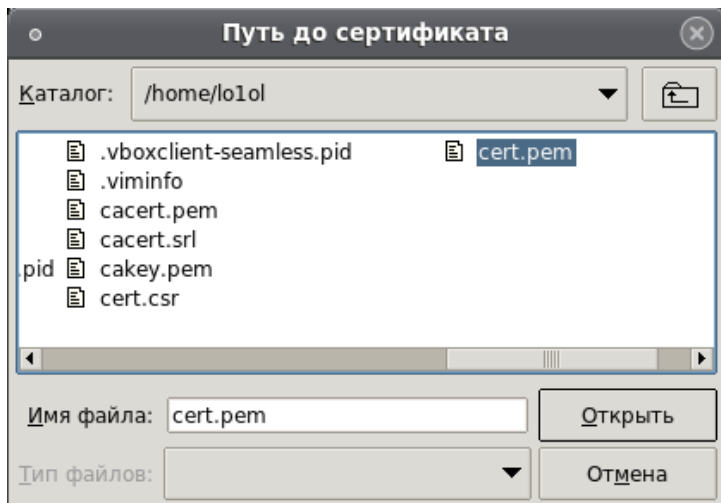 Путь до сертификата
Каталог: /home/lo1ol
.vboxclient-seamless.pid cert.pem
.viminfo
cacert.pem
cacert.srl
.pid cakey.pem
cert.csr
Имя файла: cert.pem Открыть
Тип файлов: Отмена